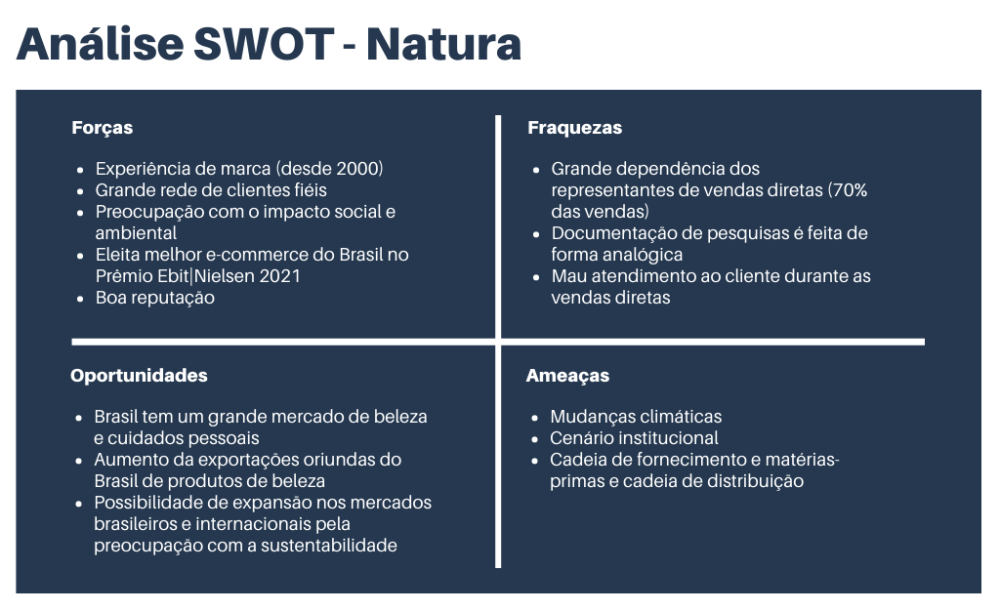 Análise SWOT - Natura
Forças
• Experiência de marca (desde 2000)
• Grande rede de clientes fiéis
• Preocupação com o impacto social e
ambiental
• Eleita melhor e-commerce do Brasil no
Prêmio Ebit|Nielsen 2021
• Boa reputação
Fraquezas
• Grande dependência dos
representantes de vendas diretas (70%
das vendas)
• Documentação de pesquisas é feita de
forma analógica
• Mau atendimento ao cliente durante as
vendas diretas
Oportunidades
• Brasil tem um grande mercado de beleza
e cuidados pessoais
• Aumento da exportações oriundas do
Brasil de produtos de beleza
• Possibilidade de expansão nos mercados
brasileiros e internacionais pela
preocupação com a sustentabilidade
Ameaças
• Mudanças climáticas
• Cenário institucional
• Cadeia de fornecimento e matérias-
primas e cadeia de distribuição